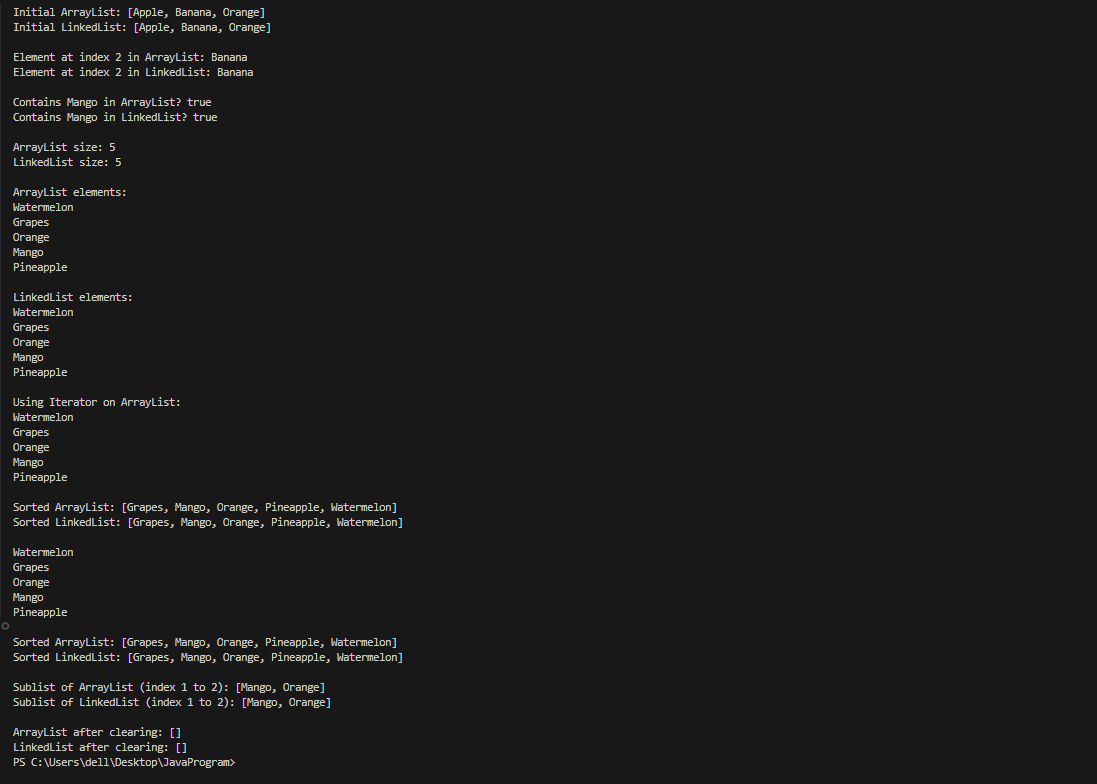 Initial ArrayList: [Apple, Banana, Orange]
Initial LinkedList: [Apple, Banana, Orange]
Element at index 2 in ArrayList: Banana
Element at index 2 in LinkedList: Banana
Contains Mango in ArrayList? true
Contains Mango in LinkedList? true
ArrayList size: 5
LinkedList size: 5
ArrayList elements:
Watermelon
Grapes
Orange
Mango
Pineapple
LinkedList elements:
Watermelon
Grapes
Orange
Mango
Pineapple
Using Iterator on ArrayList:
Watermelon
Grapes
Orange
Mango
Pineapple
Sorted ArrayList: [Grapes, Mango, Orange, Pineapple, Watermelon]
Sorted LinkedList: [Grapes, Mango, Orange, Pineapple, Watermelon]
Watermelon
Grapes
Orange
Mango
Pineapple
Sorted ArrayList: [Grapes, Mango, Orange, Pineapple, Watermelon]
Sorted LinkedList: [Grapes, Mango, Orange, Pineapple, Watermelon]
Sublist of ArrayList (index 1 to 2): [Mango, Orange]
Sublist of LinkedList (index 1 to 2): [Mango, Orange]
ArrayList after clearing: []
LinkedList after clearing: []
PS C:\Users\dell\Desktop\JavaProgram>